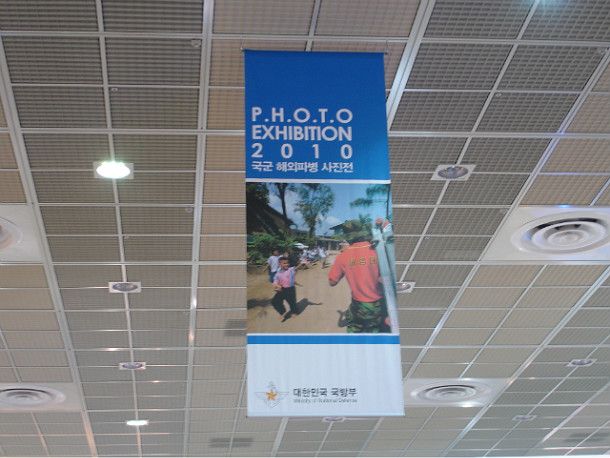 P.H.O.T.O
EXHIBITION
2010
국군 해외파병 사진전
대한민국 국방부
Ministry of National Defense